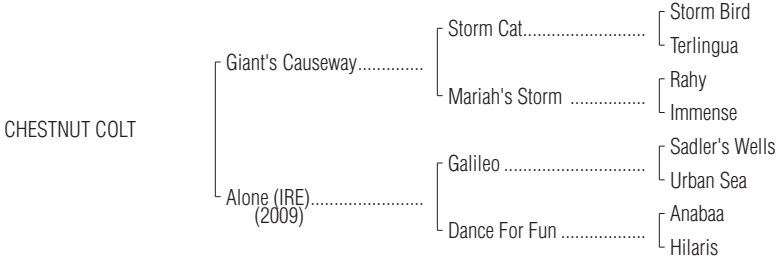 CHESTNUT COLT
Giant's Causeway..............
Alone (IRE)........................
(2009)
Storm Cat..........................
Mariah's Storm ................
Galileo ..............................
Dance For Fun ..................
Storm Bird
Terlingua
Rahy
Immense
Sadler's Wells
Urban Sea
Anabaa
Hilaris